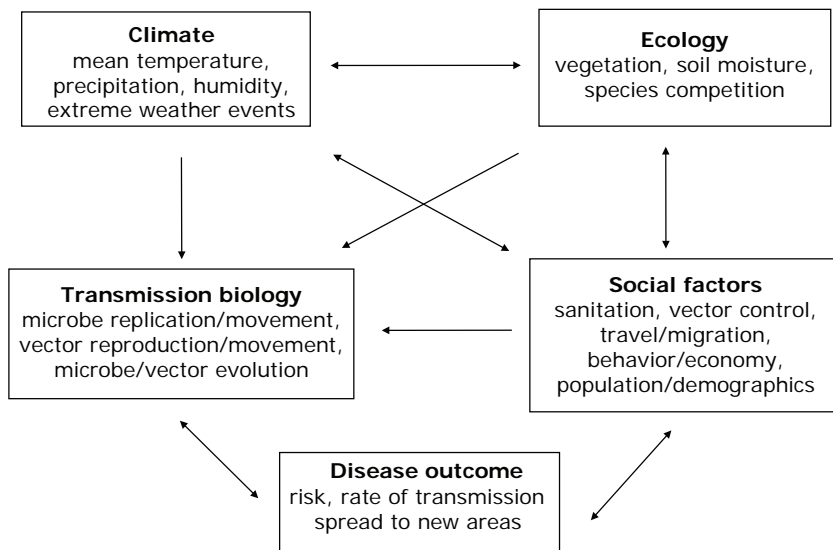 Climate
mean temperature,
precipitation, humidity,
extreme weather events
Ecology
vegetation, soil moisture,
species competition
Transmission biology
microbe replication/movement,
vector reproduction/movement,
microbe/vector evolution
Social factors
sanitation, vector control,
travel/migration,
behavior/economy,
population/demographics
Disease outcome
risk, rate of transmission
spread to new areas